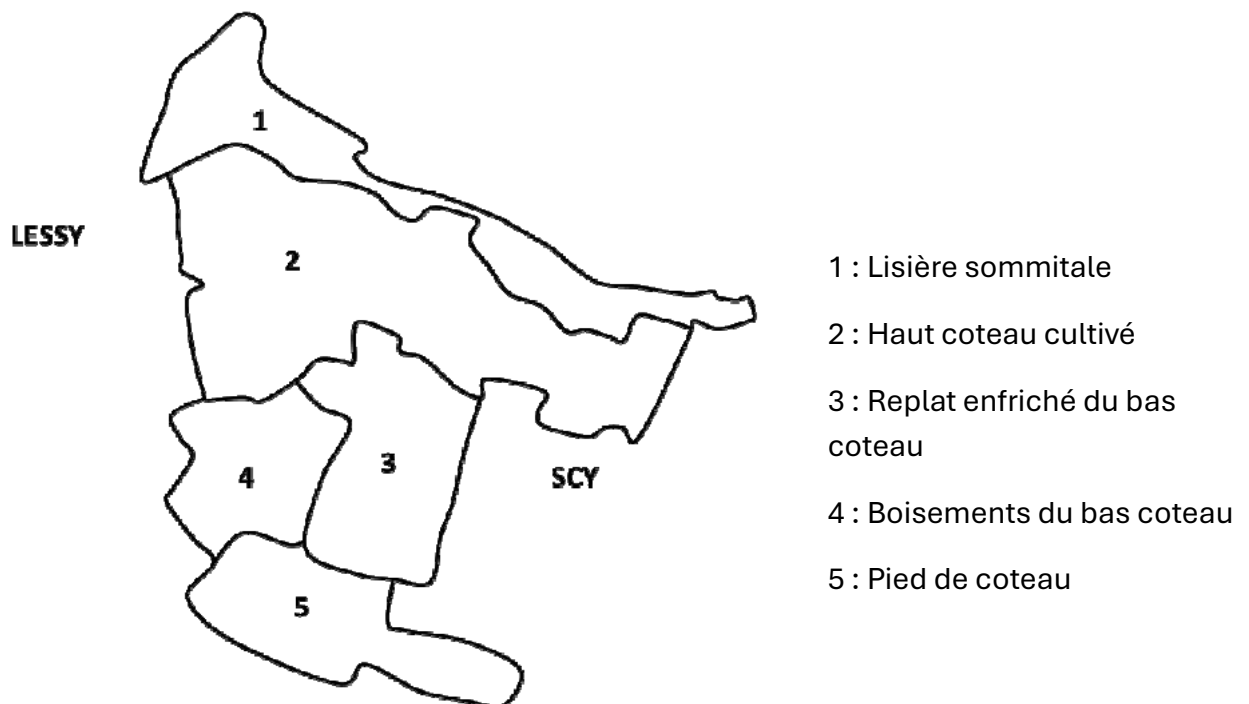 1
LESSY
2
1 : Lisière sommitale
2 : Haut coteau cultivé
3 : Replat enfriché du bas
coteau
3
4
SCY
4 : Boisements du bas coteau
5 : Pied de coteau
5